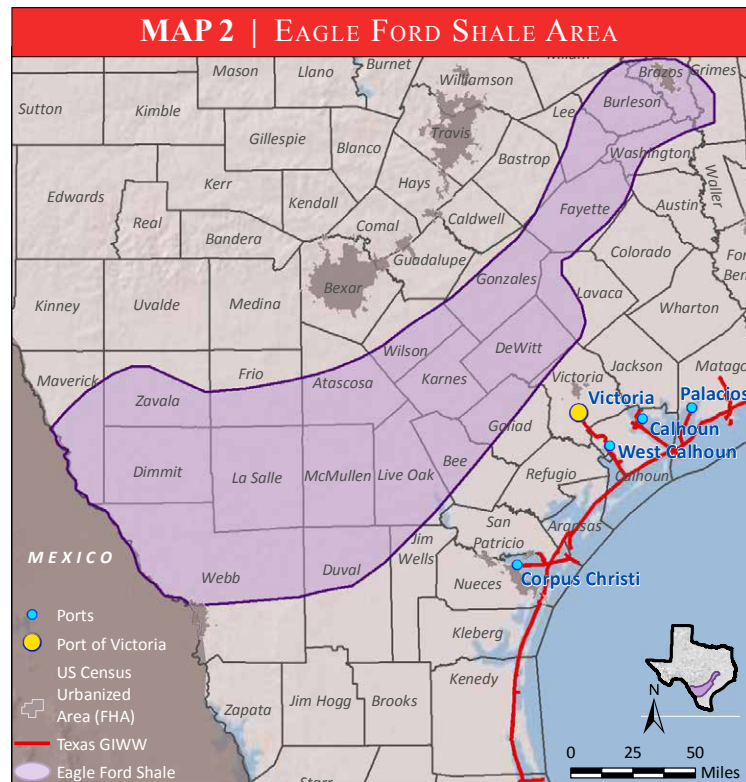 MAP 2 | EAGLE FORD SHALE AREA
Mason
Llano
Burnet
Williamson
Brazos
Grimes
Sutton
Kimble
Burleson
Lee
Gillespie
Travis
Blanco
Bastrop
Washington
Waller
Edwards
Kerr
Hays
Kendall
Real
Caldwell
Fayette
Austin
Comal
Bandera
Guadalupe
Colorado
Bexar
Gonzales
Kinney
Uvalde
Medina
Lavaca
Wharton
Wilson
DeWitt
Maverick
Frio
Atascosa
Karnes
Jackson
Zavala
Victoria
Matago
Victoria
Palacios
Goliad
Calhoun
West Calhoun
Dimmit
La Salle
McMullen
Live Oak
Bee
Refugio
Calhoun
San
Patricio
Aransas
Jim
Wells
MEXICO
Webb
Duval
Corpus Christi
Nueces
Kleberg
Kenedy
Zapata
Jim Hogg
Brooks
Ports
Port of Victoria
US Census
Urbanized
Area (FHA)
Texas GIWW
Eagle Ford Shale
N
0 25 50
Miles